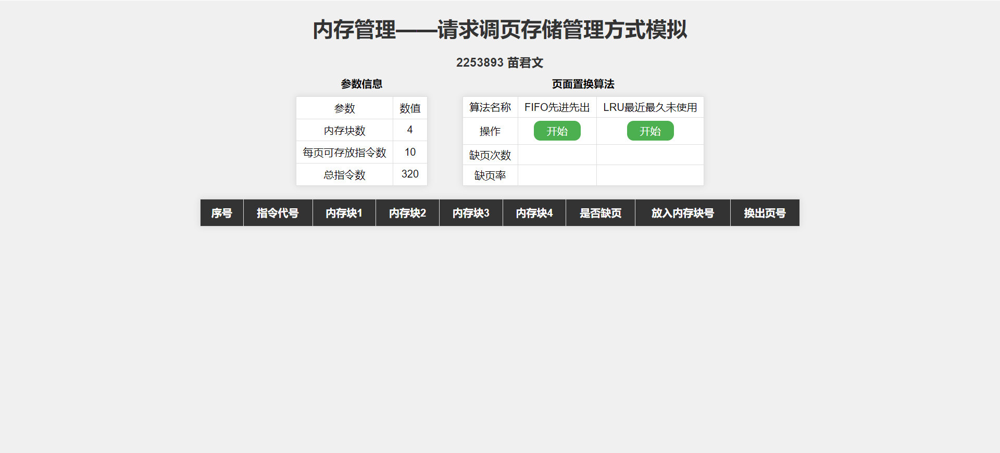 内存管理——请求调页存储管理方式模拟
2253893 苗君文
参数信息
参数 数值
内存块数 4
每页可存放指令数 10
总指令数 320
页面置换算法
算法名称 FIFO先进先出 LRU最近最久未使用
操作 开始 开始
缺页次数
缺页率
序号 指令代号 内存块1 内存块2 内存块3 内存块4 是否缺页 放入内存块号 换出页号